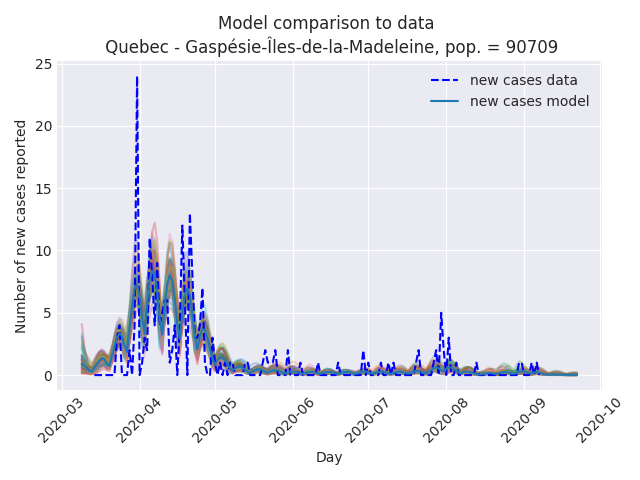 Model comparison to data
Quebec - Gaspésie-Îles-de-la-Madeleine, pop. = 90709
new cases data
new cases model
Number of new cases reported
25
20
15
10
5
0
2020-03
2020-04
2020-05
2020-06
2020-07
2020-08
2020-09
2020-10
Day